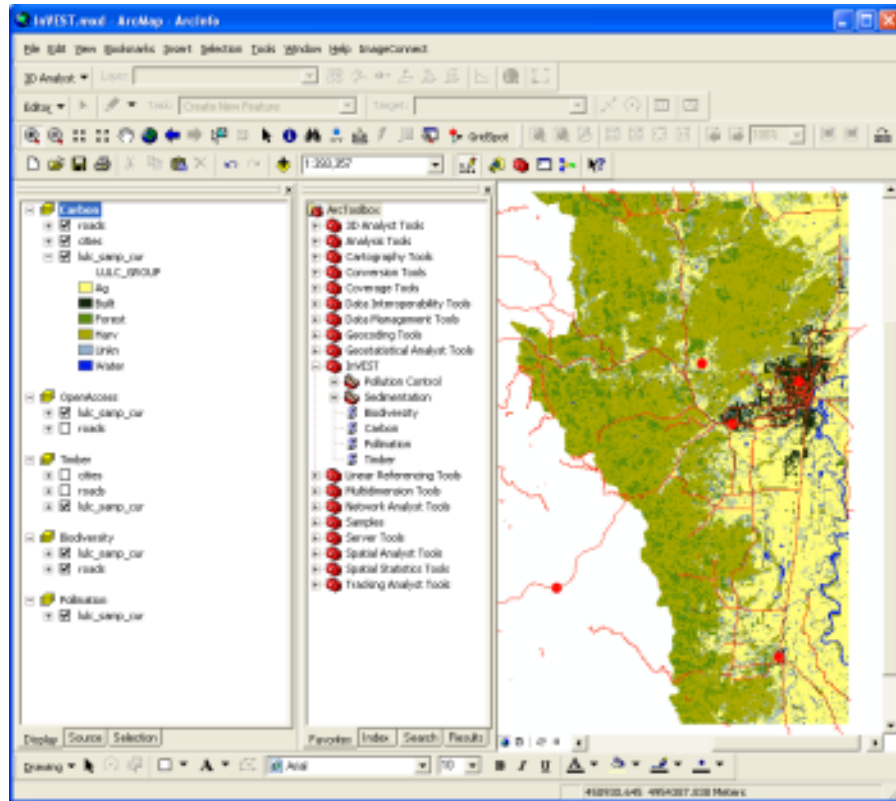 InVEST.mxd - ArcMap - ArcInfo
File Edit View Bookmarks Insert Selection Tools Window Help ImageConnect
3D Analyst Layer:
Editor Task: Create New Feature Target:
GridSpot 100%
Carbon
roads
cities
lulc_samp_cur
LULC_GROUP
Ag
Built
Forest
Harv
Unkn
Water
OpenAccess
lulc_samp_cur
roads
Timber
cities
roads
lulc_samp_cur
Biodiversity
lulc_samp_cur
roads
Pollination
lulc_samp_cur
Display Source Selection
ArcToolbox
3D Analyst Tools
Analysis Tools
Cartography Tools
Conversion Tools
Coverage Tools
Data Interoperability Tools
Data Management Tools
Geocoding Tools
Geostatistical Analyst Tools
InVEST
Pollution Control
Sedimentation
Biodiversity
Carbon
Pollination
Timber
Linear Referencing Tools
Multidimension Tools
Network Analyst Tools
Samples
Server Tools
Spatial Analyst Tools
Spatial Statistics Tools
Tracking Analyst Tools
Favorites Index Search Results
Drawing A Arial 10 B I U A
Meters